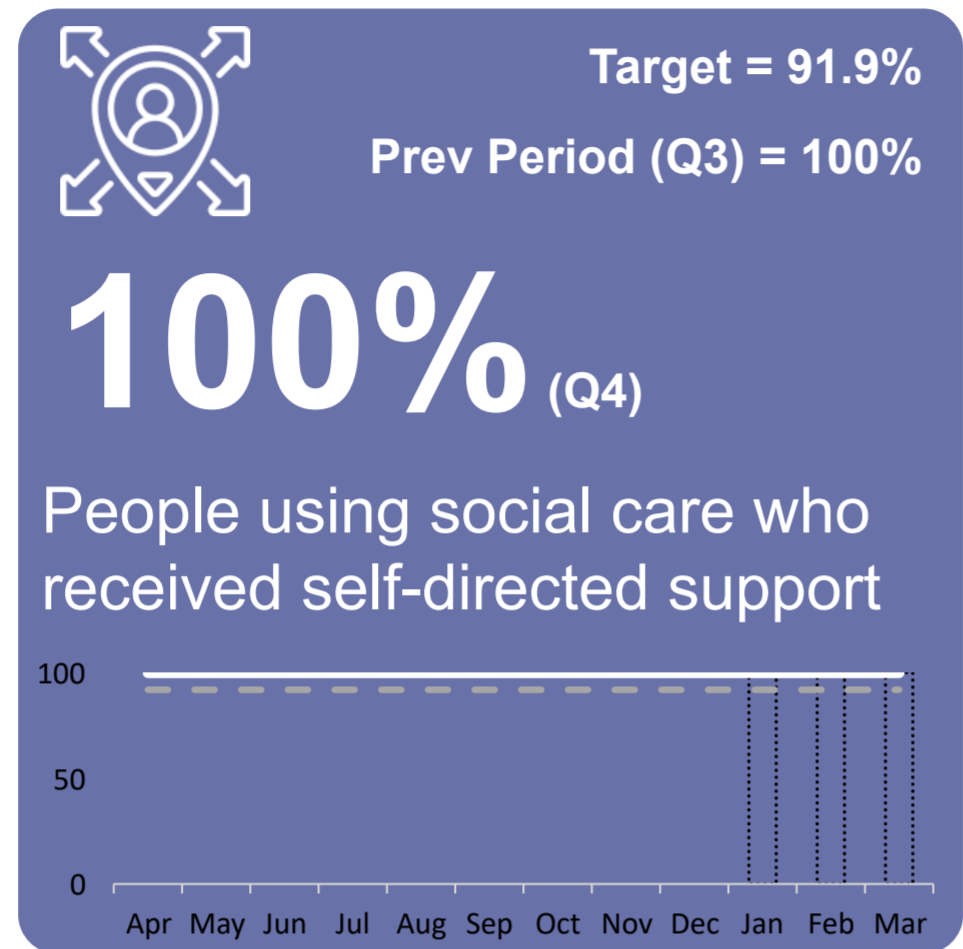 Target = 91.9%
Prev Period (Q3) = 100%
100% (Q4)
People using social care who
received self-directed support
100
50
0
Apr May Jun Jul Aug Sep Oct Nov Dec Jan Feb Mar